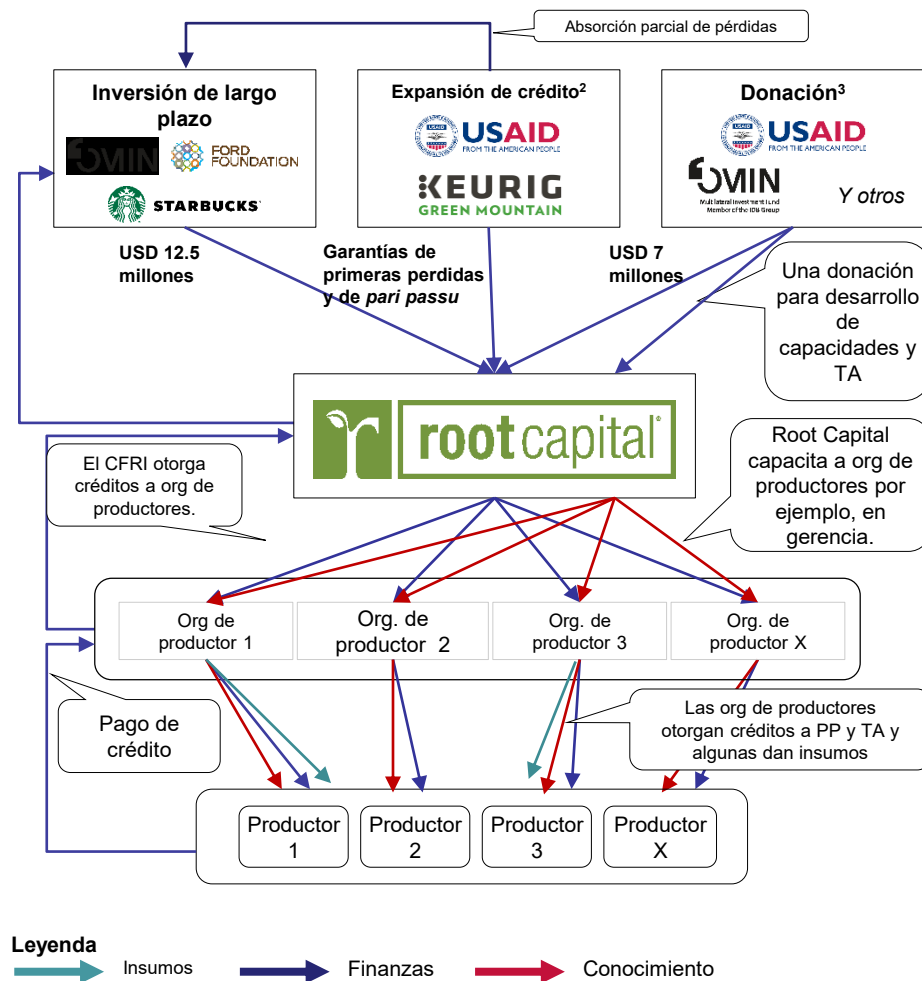 Absorción parcial de pérdidas
Inversión de largo
plazo
OMIN
FORD
FOUNDATION
STARBUCKS
Expansión de crédito²
USAID
FROM THE AMERICAN PEOPLE
KEURIG
GREEN MOUNTAIN
Donación³
USAID
FROM THE AMERICAN PEOPLE
OMIN
Multilateral Investment Fund
Member of the IDB Group
Y otros
USD 12.5
millones
Garantías de
primeras perdidas
y de pari passu
USD 7
millones
Una donación
para desarrollo
de
capacidades y
TA
root capital
El CFRI otorga
créditos a org de
productores.
Root Capital
capacita a org de
productores por
ejemplo, en
gerencia.
Org de
productor 1
Org. de
productor 2
Org. de
productor 3
Org. de
productor X
Pago de
crédito
Las org de productores
otorgan créditos a PP y TA y
algunas dan insumos
Productor
1
Productor
2
Productor
3
Productor
X
Leyenda
Insumos
Finanzas
Conocimiento